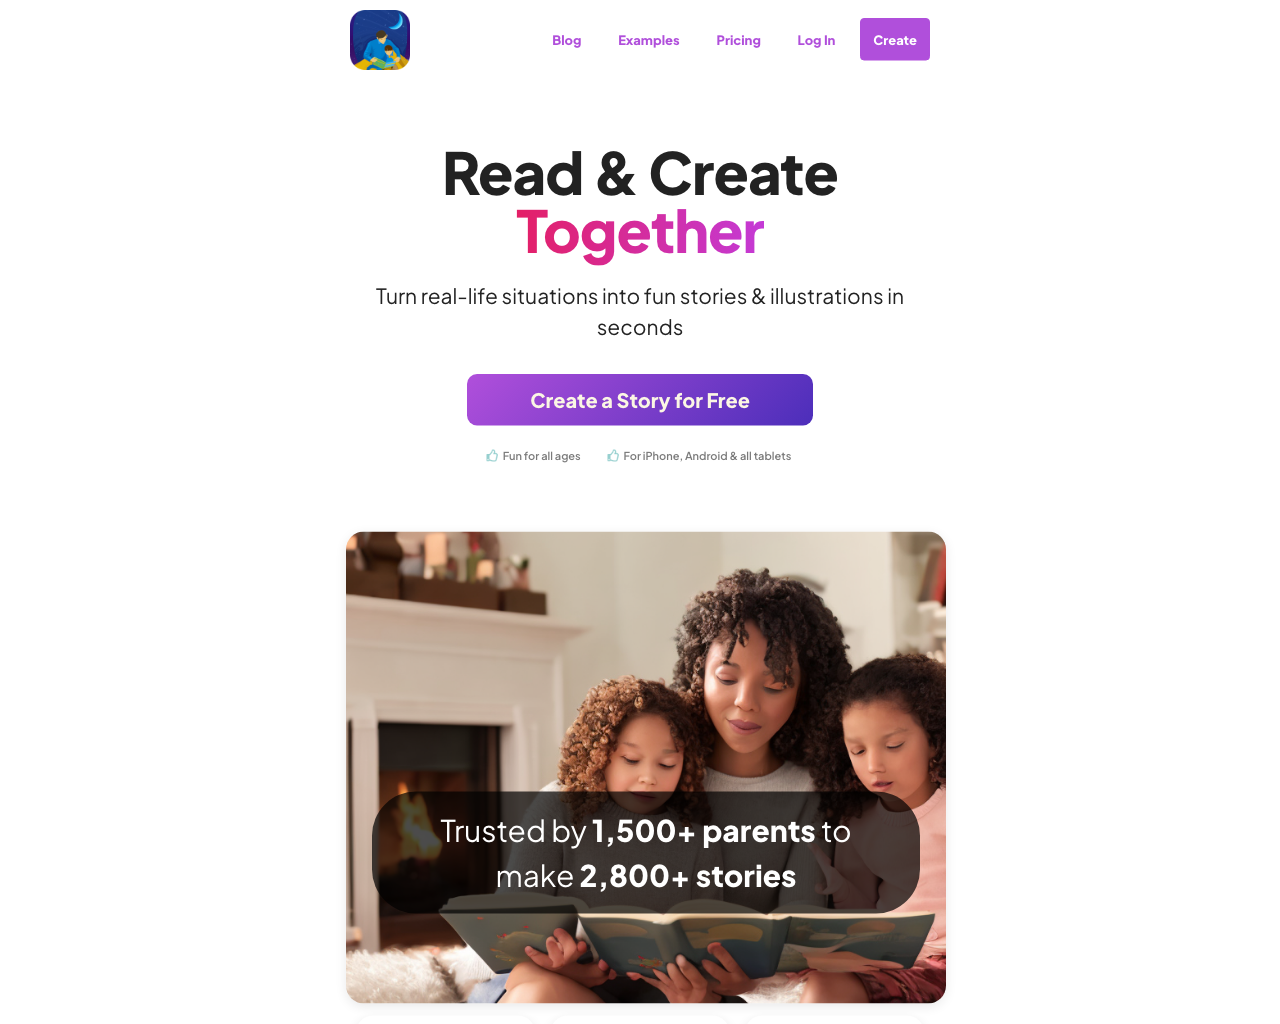 Blog Examples Pricing Log In Create
Read & Create
Together
Turn real-life situations into fun stories & illustrations in
seconds
Create a Story for Free
Fun for all ages For iPhone, Android & all tablets
Trusted by 1,500+ parents to
make 2,800+ stories